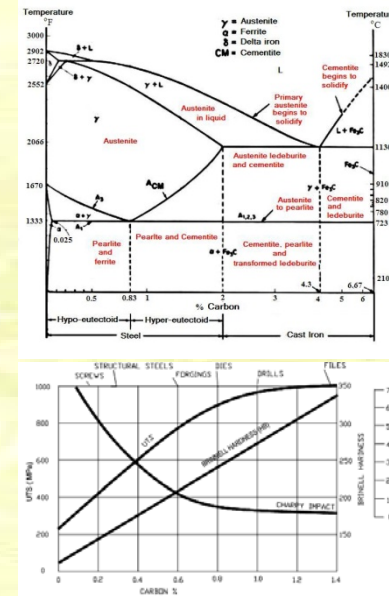 Temperature
°F
Temperature
°C
γ = Austenite
α = Ferrite
δ = Delta iron
CM = Cementite
3000
2902
2720
2552
2066
1670
1333
δ + L
δ + γ
γ + L
L
γ
Austenite
Austenite in liquid
Primary austenite begins to solidify
Cementite begins to solidify
L + Fe₃C
1130
Fe₃C
Austenite ledeburite and cementite
A₃
A_CM
Austenite to pearlite
γ + Fe₃C
Cementite and ledeburite
910
820
780
723
α + γ
A₁
A₁,₂,₃
α
0.025
Pearlite and ferrite
Pearlte and Cementite
α + Fe₃C
Cementite, pearlite and transformed ledeburite
210
4.3
6.67
0.5 0.83 1 2 3 4 5 6
% Carbon
Hypo-eutectoid
Hyper-eutectoid
Steel
Cast Iron
STRUCTURAL STEELS
DIES
FILES
SCREWS
FORGINGS
DRILLS
1000
800
600
400
200
0
UTS (MPa)
UTS
BRINELL HARDNESS(HB)
CHARPY IMPACT
350
300
250
200
150
BRINELL HARDNESS
0 0.2 0.4 0.6 0.8 1.0 1.2 1.4
CARBON %